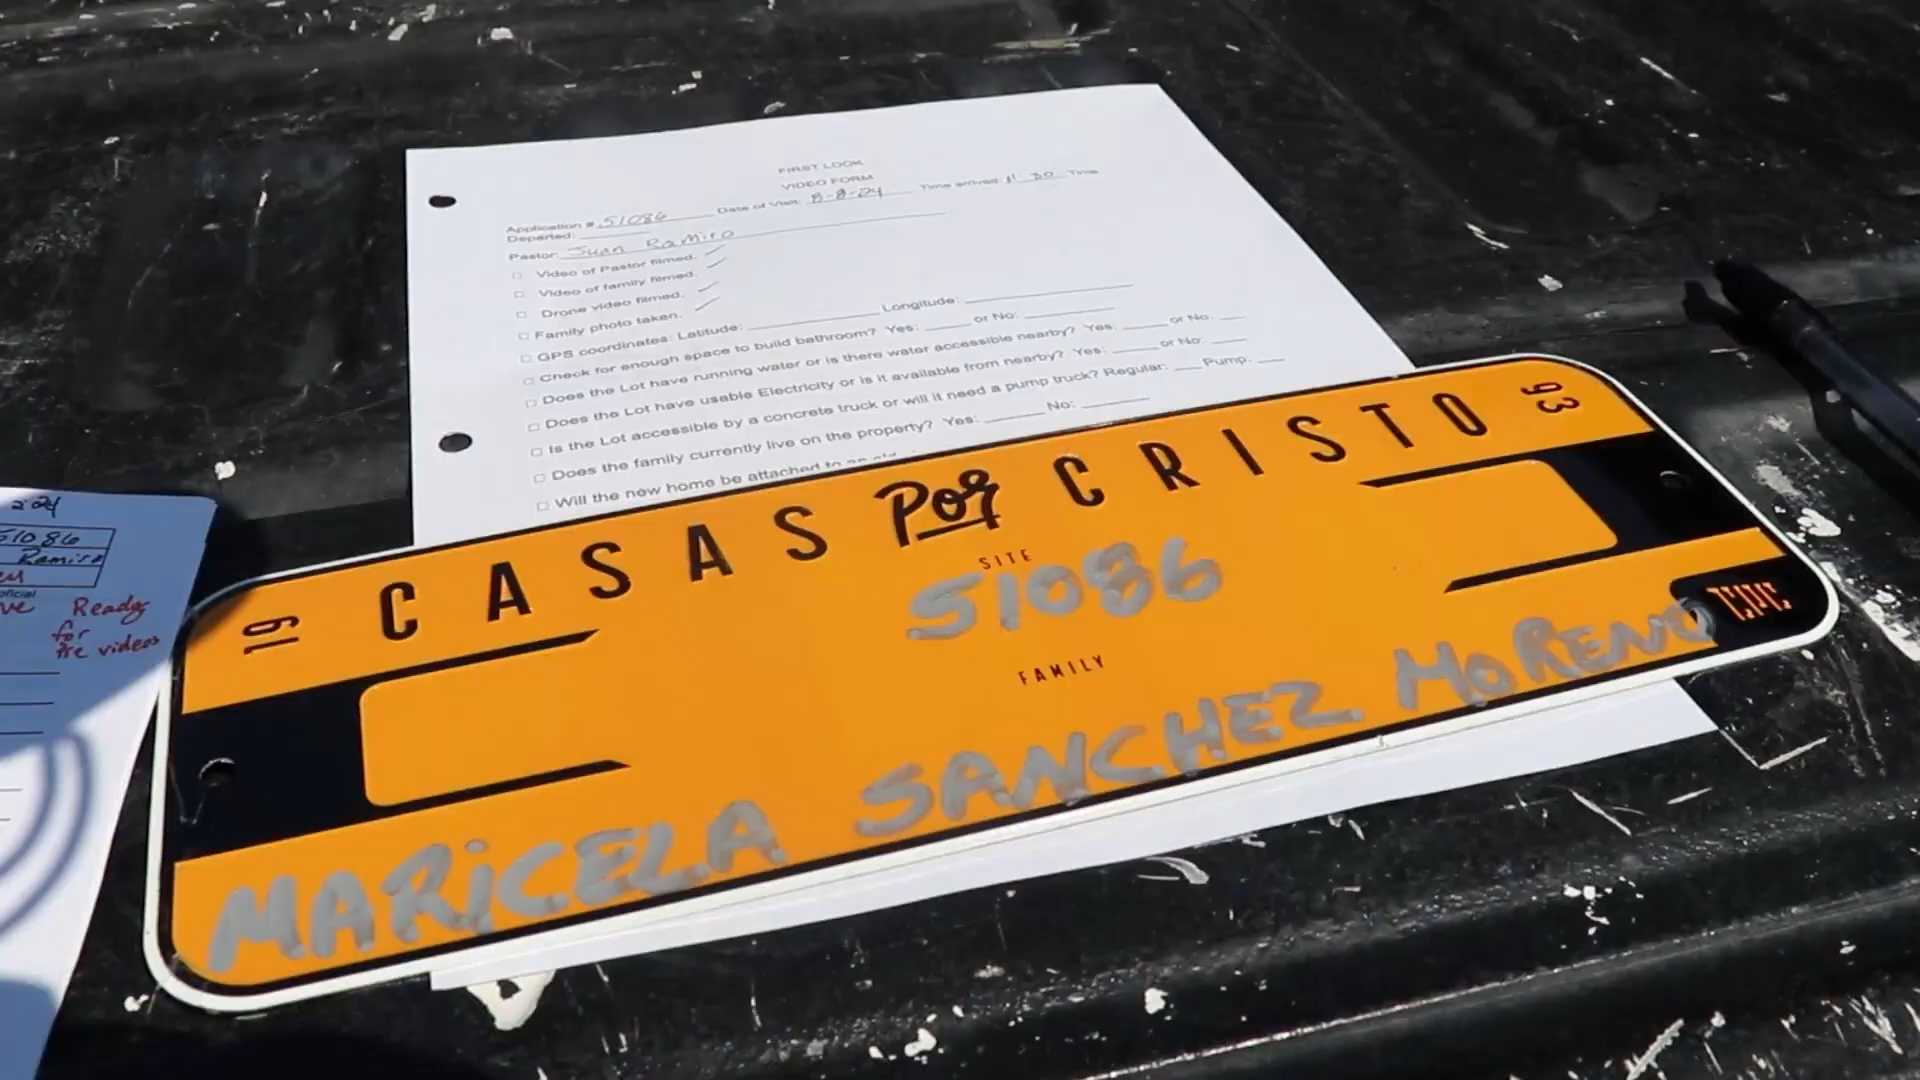 FIRST LOOK
VIDEO FORM
Application # 51086 Date of Visit: 8-8-24 Time arrived: Time
Departed:
Pastor: Juan Ramiro
Video of Pastor filmed.
Video of family filmed.
Drone video filmed.
Family photo taken.
GPS coordinates: Latitude: Longitude:
Check for enough space to build bathroom? Yes: or No:
Does the Lot have running water or is there water accessible nearby? Yes: or No:
Does the Lot have usable Electricity or is it available from nearby? Yes: or No:
Is the Lot accessible by a concrete truck or will it need a pump truck? Regular: Pump:
Does the family currently live on the property? Yes: No:
Will the new home be attached to an
19 CASAS Por CRISTO 93
SITE
51086
FAMILY
MARICELA SANCHEZ MORENO
CPC
51086
Ramiro
Ready
for
Pre videos